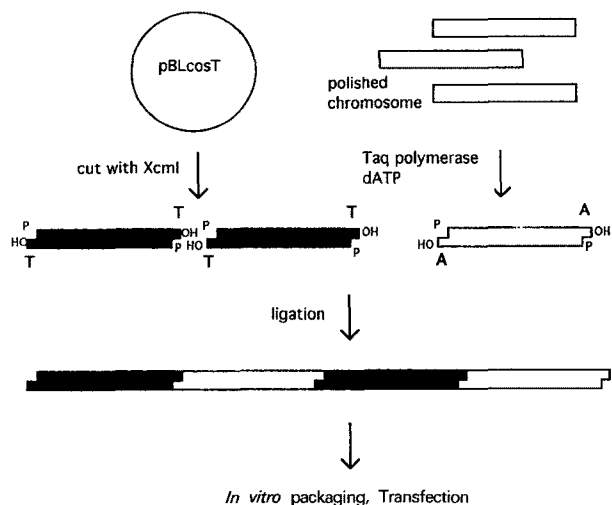 pBLcosT
polished
chromosome
cut with XcmI
Taq polymerase
dATP
T
T
A
P
OH
P
OH
P
OH
HO
P
HO
P
HO
P
T
T
A
ligation
In vitro packaging, Transfection